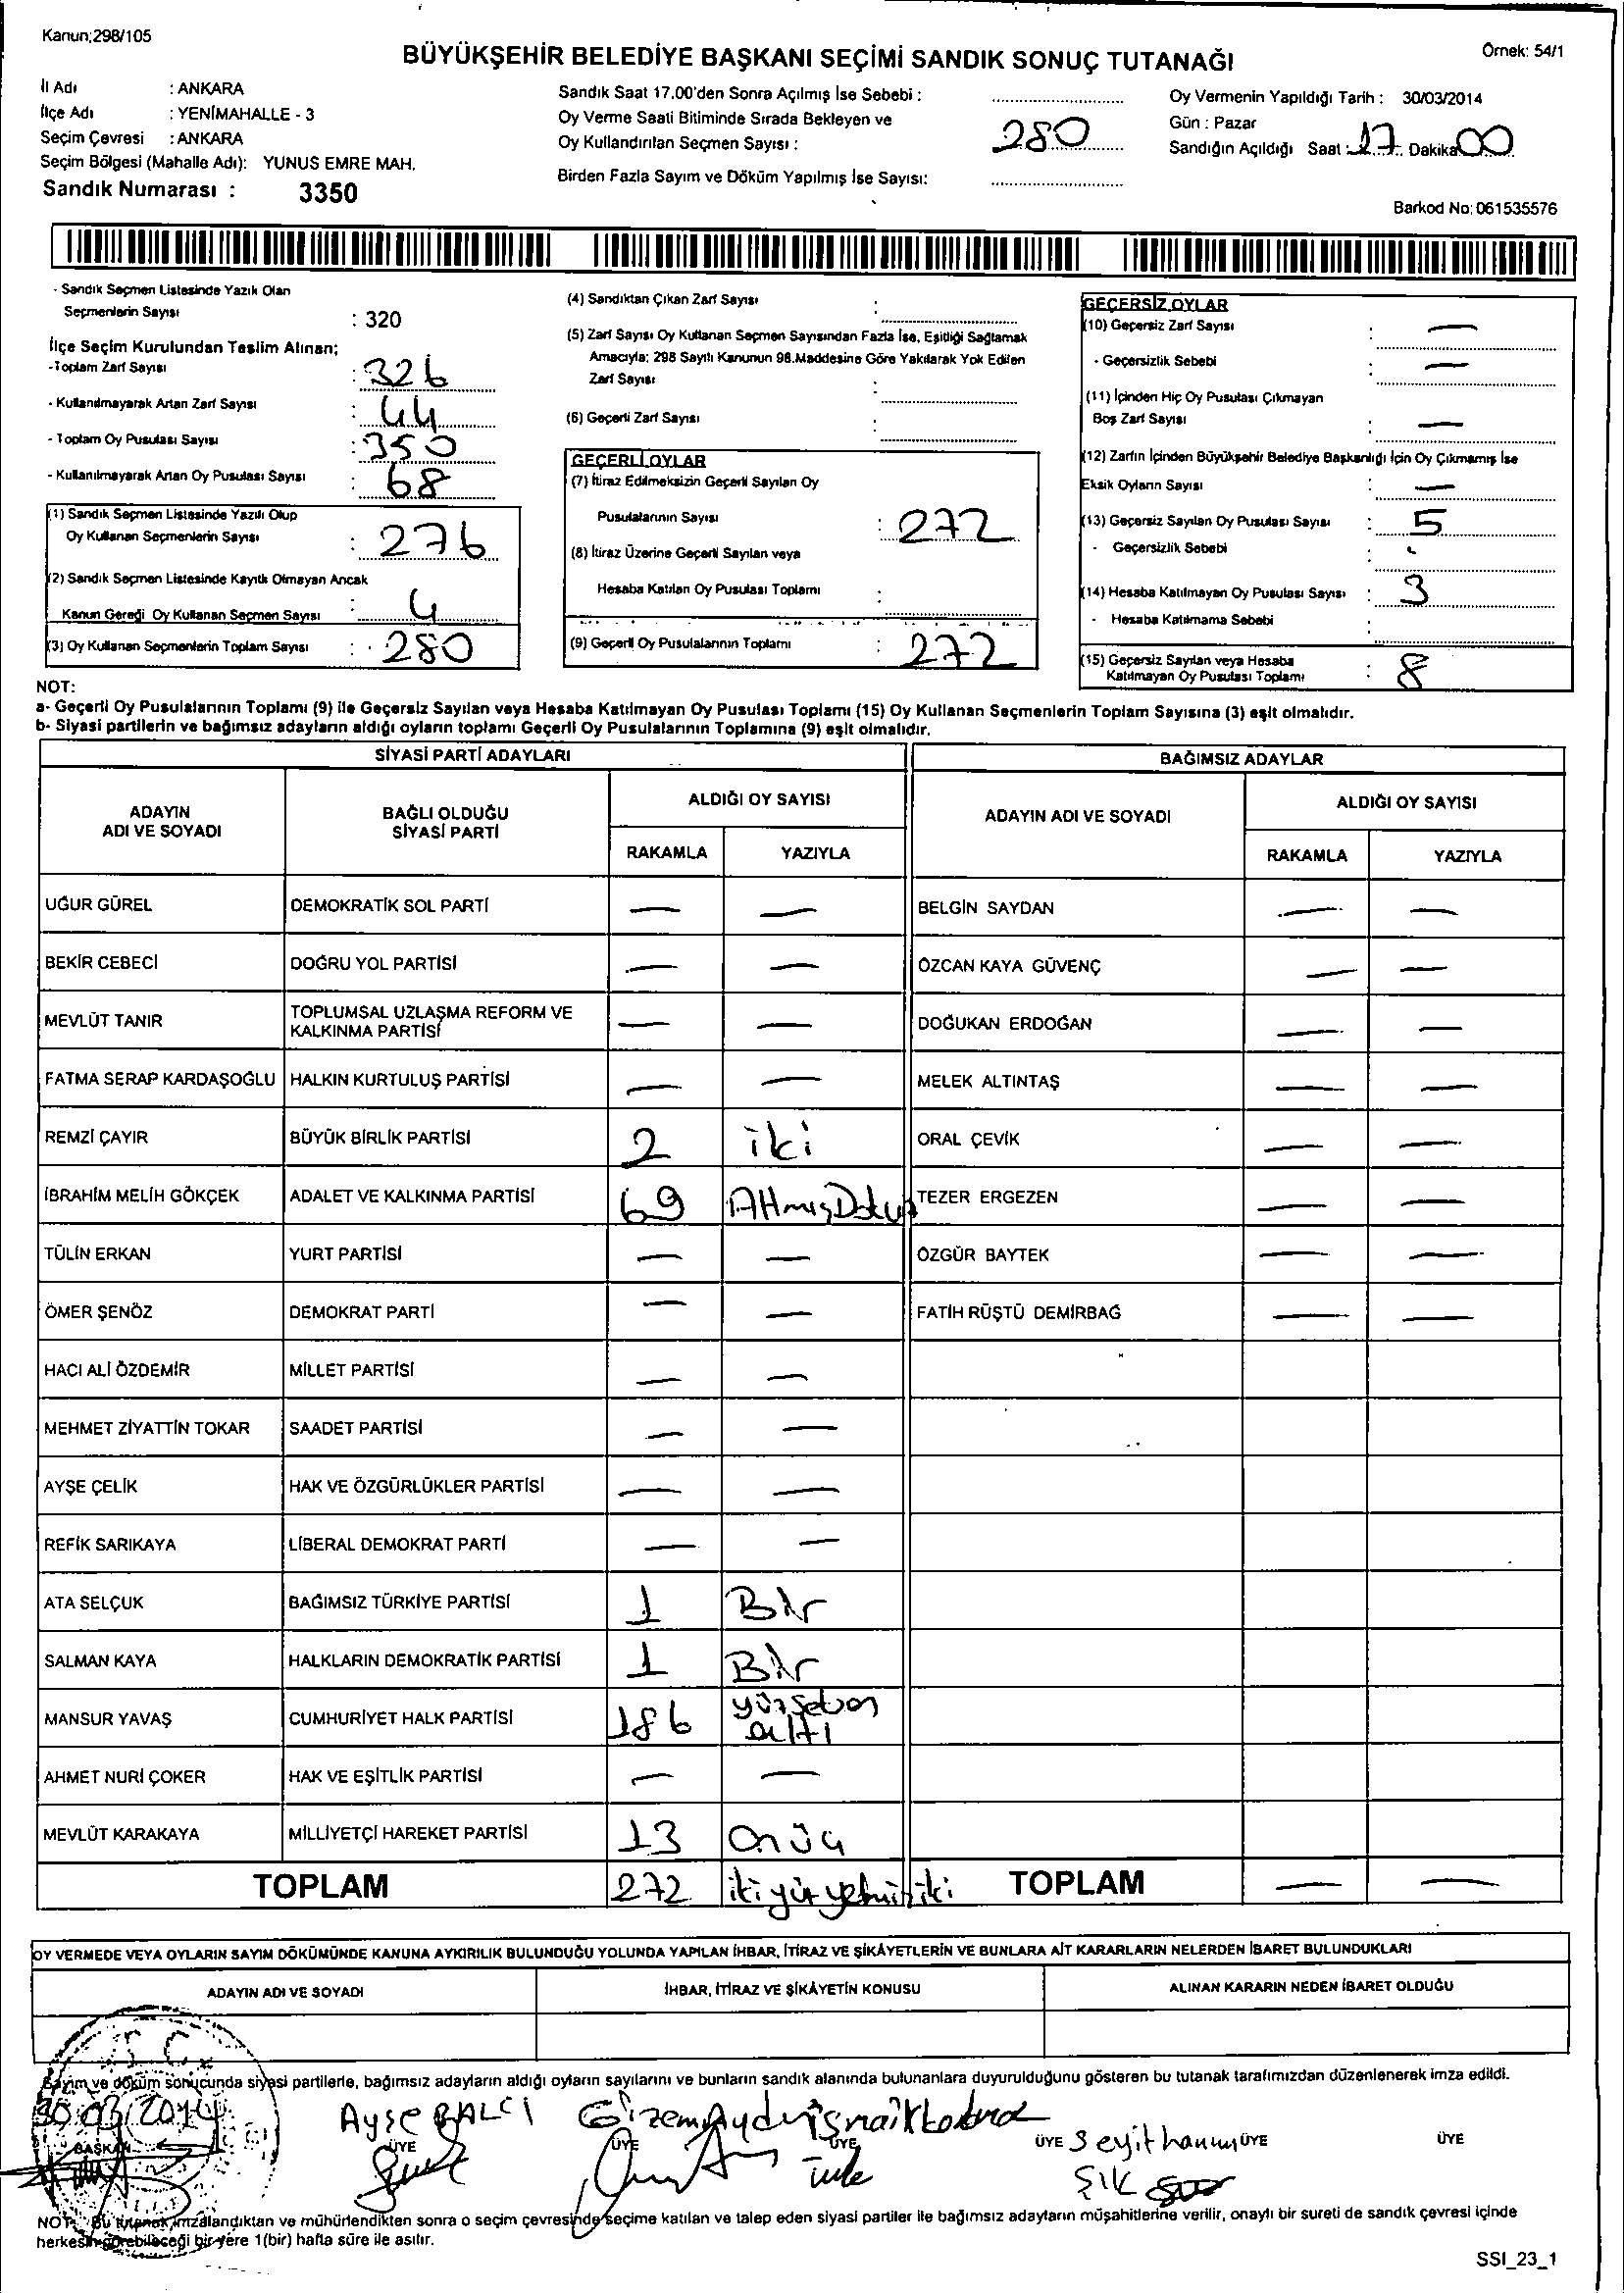 Kanun;298/105
Örnek: 54/1
BÜYÜKŞEHİR BELEDİYE BAŞKANI SEÇİMİ SANDIK SONUÇ TUTANAĞI
İl Adı : ANKARA
İlçe Adı : YENİMAHALLE - 3
Seçim Çevresi : ANKARA
Seçim Bölgesi (Mahalle Adı): YUNUS EMRE MAH.
Sandık Numarası : 3350
Sandık Saat 17.00'den Sonra Açılmış İse Sebebi :
Oy Verme Saati Bitiminde Sırada Bekleyen ve
Oy Kullandırılan Seçmen Sayısı : 280
Birden Fazla Sayım ve Döküm Yapılmış İse Sayısı:
Oy Vermenin Yapıldığı Tarih : 30/03/2014
Gün : Pazar
Sandığın Açıldığı Saat : 17 Dakika 00
Barkod No: 061535576
- Sandık Seçmen Listesinde Yazılı Olan
Seçmenlerin Sayısı : 320
İlçe Seçim Kurulundan Teslim Alınan;
-Toplam Zarf Sayısı : 326
- Kullanılmayarak Artan Zarf Sayısı : 44
- Toplam Oy Pusulası Sayısı : 350
- Kullanılmayarak Artan Oy Pusulası Sayısı : 68
(1) Sandık Seçmen Listesinde Yazılı Olup
Oy Kullanan Seçmenlerin Sayısı : 276
(2) Sandık Seçmen Listesinde Kayıtlı Olmayan Ancak
Kanun Gereği Oy Kullanan Seçmen Sayısı : 4
(3) Oy Kullanan Seçmenlerin Toplam Sayısı : 280
(4) Sandıktan Çıkan Zarf Sayısı :
(5) Zarf Sayısı Oy Kullanan Seçmen Sayısından Fazla İse, Eşitliği Sağlamak
Amacıyla; 298 Sayılı Kanunun 98.Maddesine Göre Yakılarak Yok Edilen
Zarf Sayısı :
(6) Geçerli Zarf Sayısı :
GEÇERLİ OYLAR
(7) İtiraz Edilmeksizin Geçerli Sayılan Oy
Pusulalarının Sayısı : 272
(8) İtiraz Üzerine Geçerli Sayılan veya
Hesaba Katılan Oy Pusulası Toplamı :
(9) Geçerli Oy Pusulalarının Toplamı : 272
GEÇERSİZ OYLAR
(10) Geçersiz Zarf Sayısı : —
- Geçersizlik Sebebi : —
(11) İçinden Hiç Oy Pusulası Çıkmayan
Boş Zarf Sayısı : —
(12) Zarfın İçinden Büyükşehir Belediye Başkanlığı İçin Oy Çıkmamış İse
Eksik Oyların Sayısı : —
(13) Geçersiz Sayılan Oy Pusulası Sayısı : 5
- Geçersizlik Sebebi :
(14) Hesaba Katılmayan Oy Pusulası Sayısı : 3
- Hesaba Katılmama Sebebi :
(15) Geçersiz Sayılan veya Hesaba
Katılmayan Oy Pusulası Toplamı : 8
NOT:
a- Geçerli Oy Pusulalarının Toplamı (9) ile Geçersiz Sayılan veya Hesaba Katılmayan Oy Pusulası Toplamı (15) Oy Kullanan Seçmenlerin Toplam Sayısına (3) eşit olmalıdır.
b- Siyasi partilerin ve bağımsız adayların aldığı oyların toplamı Geçerli Oy Pusulalarının Toplamına (9) eşit olmalıdır.
SİYASİ PARTİ ADAYLARI
BAĞIMSIZ ADAYLAR
ADAYIN
ADI VE SOYADI
BAĞLI OLDUĞU
SİYASİ PARTİ
ALDIĞI OY SAYISI
RAKAMLA YAZIYLA
ADAYIN ADI VE SOYADI
ALDIĞI OY SAYISI
RAKAMLA YAZIYLA
UĞUR GÜREL DEMOKRATİK SOL PARTİ — — BELGİN SAYDAN — —
BEKİR CEBECİ DOĞRU YOL PARTİSİ — — ÖZCAN KAYA GÜVENÇ — —
MEVLÜT TANIR TOPLUMSAL UZLAŞMA REFORM VE
KALKINMA PARTİSİ — — DOĞUKAN ERDOĞAN — —
FATMA SERAP KARDAŞOĞLU HALKIN KURTULUŞ PARTİSİ — — MELEK ALTINTAŞ — —
REMZİ ÇAYIR BÜYÜK BİRLİK PARTİSİ 2 iki ORAL ÇEVİK — —
İBRAHİM MELİH GÖKÇEK ADALET VE KALKINMA PARTİSİ 69 AltmışDokuz TEZER ERGEZEN — —
TÜLİN ERKAN YURT PARTİSİ — — ÖZGÜR BAYTEK — —
ÖMER ŞENÖZ DEMOKRAT PARTİ — — FATİH RÜŞTÜ DEMİRBAĞ — —
HACI ALİ ÖZDEMİR MİLLET PARTİSİ — —
MEHMET ZİYATTİN TOKAR SAADET PARTİSİ — —
AYŞE ÇELİK HAK VE ÖZGÜRLÜKLER PARTİSİ — —
REFİK SARIKAYA LİBERAL DEMOKRAT PARTİ — —
ATA SELÇUK BAĞIMSIZ TÜRKİYE PARTİSİ 1 Bir
SALMAN KAYA HALKLARIN DEMOKRATİK PARTİSİ 1 Bir
MANSUR YAVAŞ CUMHURİYET HALK PARTİSİ 186 yüzseksen
altı
AHMET NURİ ÇOKER HAK VE EŞİTLİK PARTİSİ — —
MEVLÜT KARAKAYA MİLLİYETÇİ HAREKET PARTİSİ 13 Onüç
TOPLAM 272 ikiyüzyetmişiki TOPLAM — —
OY VERMEDE VEYA OYLARIN SAYIM DÖKÜMÜNDE KANUNA AYKIRILIK BULUNDUĞU YOLUNDA YAPILAN İHBAR, İTİRAZ VE ŞİKÂYETLERİN VE BUNLARA AİT KARARLARIN NELERDEN İBARET BULUNDUKLARI
ADAYIN ADI VE SOYADI
İHBAR, İTİRAZ VE ŞİKÂYETİN KONUSU
ALINAN KARARIN NEDEN İBARET OLDUĞU
T.C.
Sayım ve döküm sonucunda siyasi partilerle, bağımsız adayların aldığı oyların sayılarını ve bunların sandık alanında bulunanlara duyurulduğunu gösteren bu tutanak tarafımızdan düzenlenerek imza edildi.
30.03/2014 Ayşe BALCI Gizem Aydın
BAŞKAN ÜYE ÜYE ÜYE ÜYE Seyithan ÜYE ÜYE
ŞIK
NOT: Bu tutanak imzalandıktan ve mühürlendikten sonra o seçim çevresinde seçime katılan ve talep eden siyasi partiler ile bağımsız adayların müşahitlerine verilir, onaylı bir sureti de sandık çevresi içinde
herkesin görebileceği bir yere 1(bir) hafta süre ile asılır.
SSI_23_1